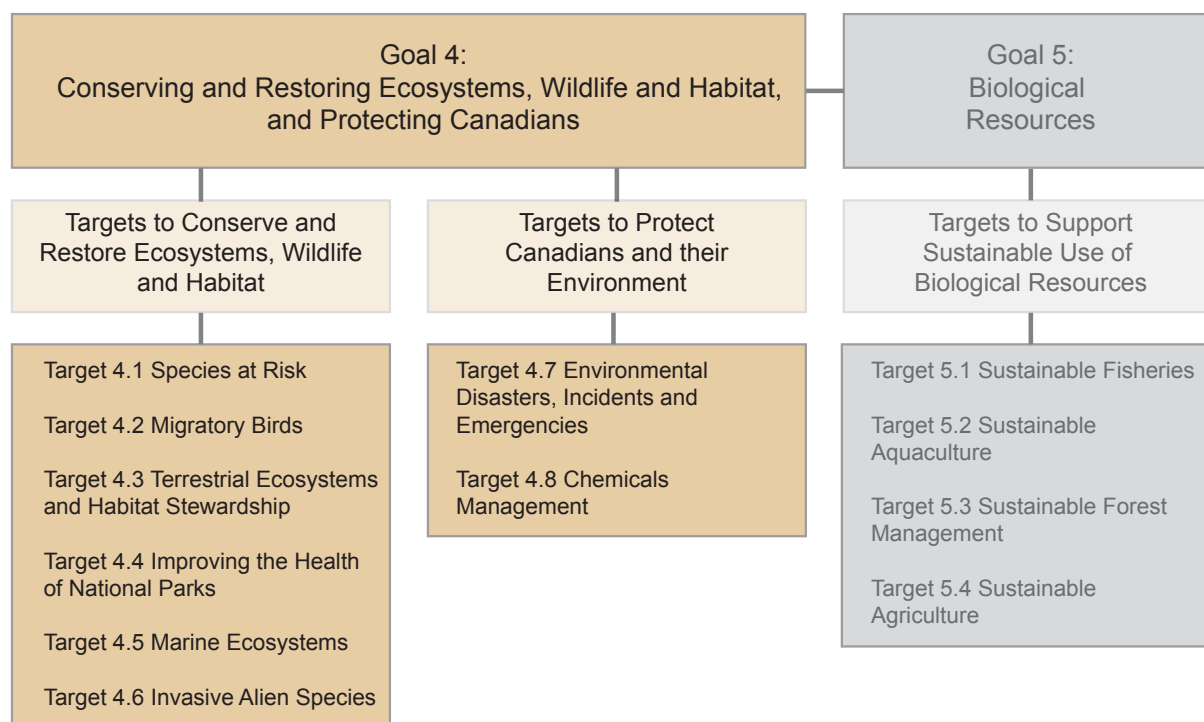 Goal 4:
Conserving and Restoring Ecosystems, Wildlife and Habitat,
and Protecting Canadians
Goal 5:
Biological
Resources
Targets to Conserve and
Restore Ecosystems, Wildlife
and Habitat
Targets to Protect
Canadians and their
Environment
Targets to Support
Sustainable Use of
Biological Resources
Target 4.1 Species at Risk
Target 4.2 Migratory Birds
Target 4.3 Terrestrial Ecosystems
and Habitat Stewardship
Target 4.4 Improving the Health
of National Parks
Target 4.5 Marine Ecosystems
Target 4.6 Invasive Alien Species
Target 4.7 Environmental
Disasters, Incidents and
Emergencies
Target 4.8 Chemicals
Management
Target 5.1 Sustainable Fisheries
Target 5.2 Sustainable
Aquaculture
Target 5.3 Sustainable Forest
Management
Target 5.4 Sustainable
Agriculture